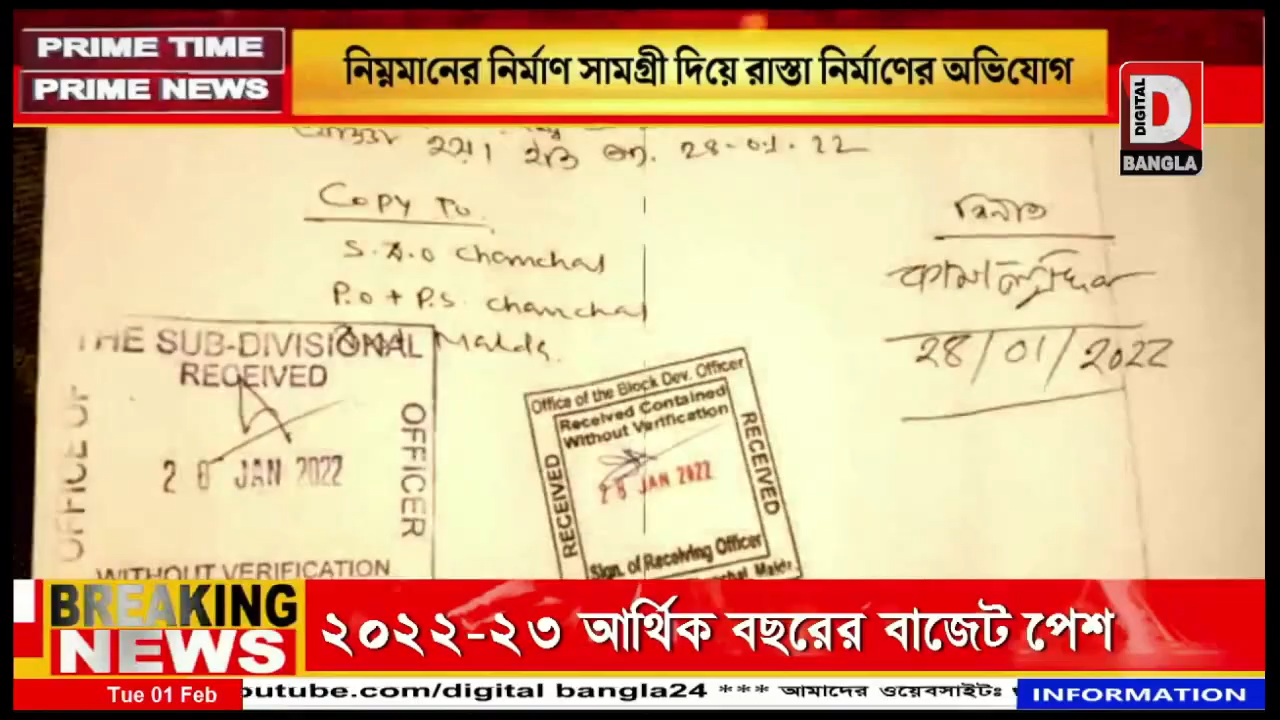 PRIME TIME
PRIME NEWS
নিম্নমানের নির্মাণ সামগ্রী দিয়ে রাস্তা নির্মাণের অভিযোগ
DIGITAL
BANGLA
28-01-22
Copy To
S.D.O Chanchal
P.O + P.S. Chanchal
Malda.
বিনীত
28/01/2022
THE SUB-DIVISIONAL
RECEIVED
OFFICE OF
OFFICER
28 JAN 2022
WITHOUT VERIFICATION
Office of the Block Dev. Officer
Received Contained
Without Verification
RECEIVED
RECEIVED
28 JAN 2022
Sign. of Receiving Officer
BREAKING
NEWS
২০২২-২৩ আর্থিক বছরের বাজেট পেশ
Tue 01 Feb
outube.com/digital bangla24 *** আমাদের ওয়েবসাইটঃ
INFORMATION